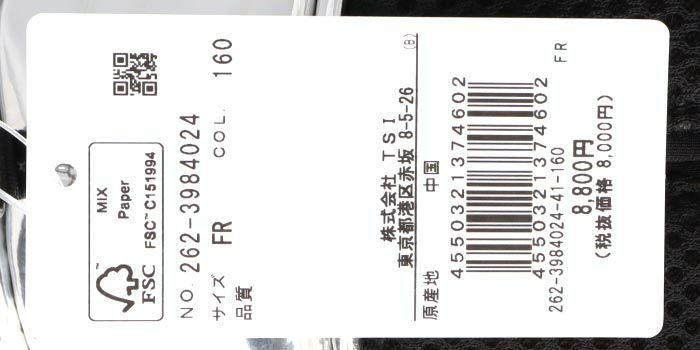 MIX
Paper
FSC™ C151994
FSC
NO. 262-3984024
サイズ FR COL. 160
品質
(B)
株式会社 TSI
東京都港区赤坂 8-5-26
原産地 中国
4550321374602
4550321374602
FR
262-3984024-41-160
8,800円
(税抜価格 8,000円)